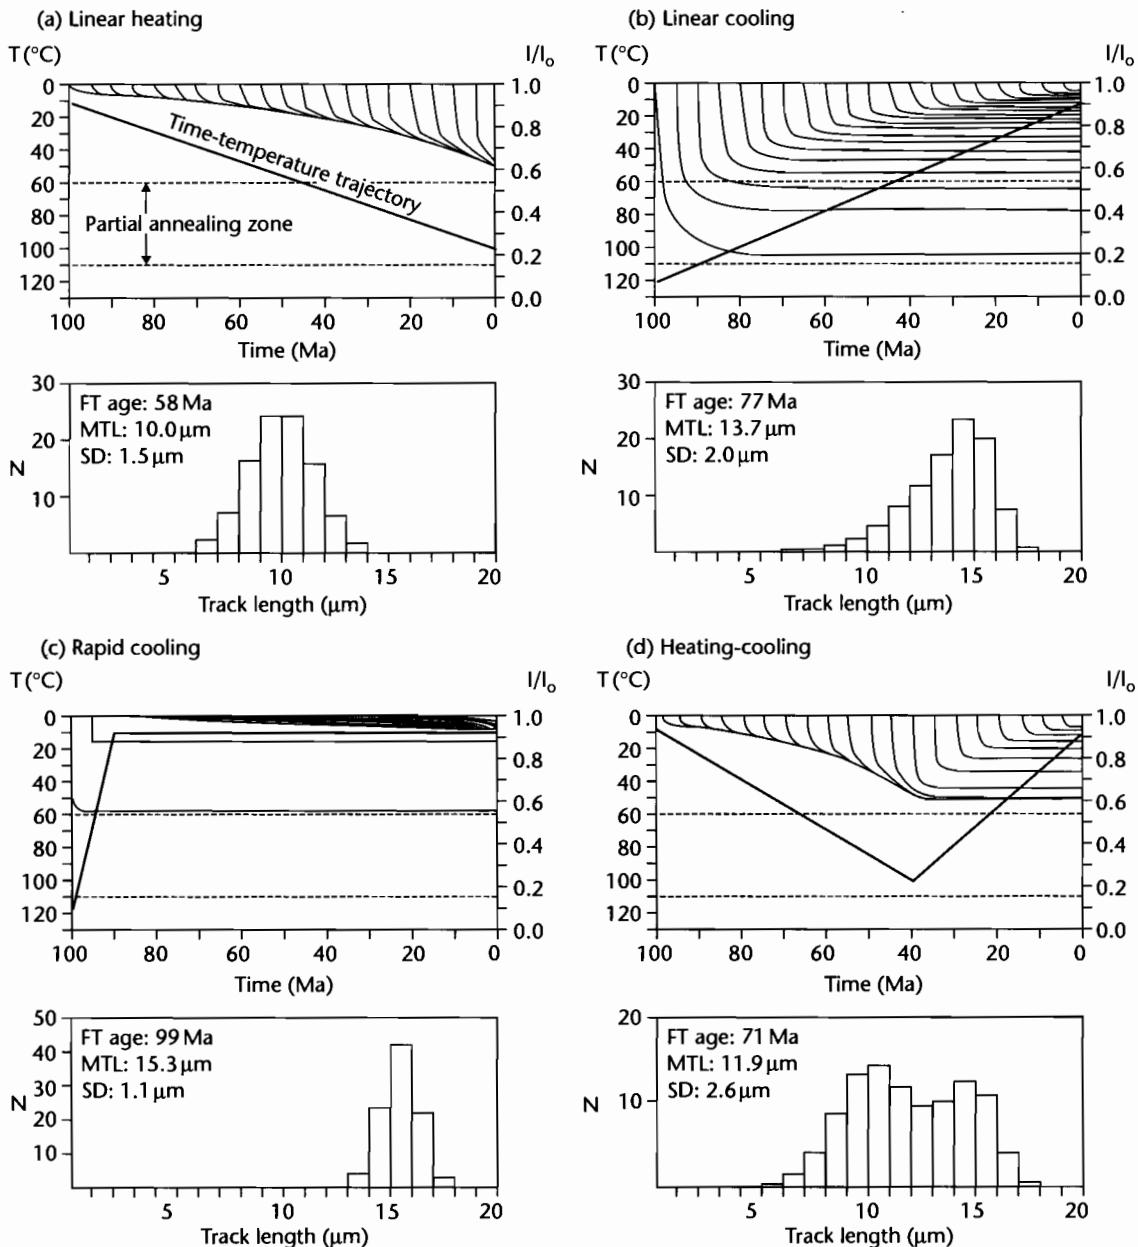 (a) Linear heating
T (°C)
I/Iₒ
0
20
40
60
80
100
120
1.0
0.8
0.6
0.4
0.2
0.0
Time-temperature trajectory
Partial annealing zone
100 80 60 40 20 0
Time (Ma)
30
20
10
N
FT age: 58 Ma
MTL: 10.0 μm
SD: 1.5 μm
5 10 15 20
Track length (μm)
(b) Linear cooling
T (°C)
I/Iₒ
0
20
40
60
80
100
120
1.0
0.8
0.6
0.4
0.2
0.0
100 80 60 40 20 0
Time (Ma)
30
20
10
N
FT age: 77 Ma
MTL: 13.7 μm
SD: 2.0 μm
5 10 15 20
Track length (μm)
(c) Rapid cooling
T (°C)
I/Iₒ
0
20
40
60
80
100
120
1.0
0.8
0.6
0.4
0.2
0.0
100 80 60 40 20 0
Time (Ma)
50
40
30
20
10
N
FT age: 99 Ma
MTL: 15.3 μm
SD: 1.1 μm
5 10 15 20
Track length (μm)
(d) Heating-cooling
T (°C)
I/Iₒ
0
20
40
60
80
100
120
1.0
0.8
0.6
0.4
0.2
0.0
100 80 60 40 20 0
Time (Ma)
20
10
N
FT age: 71 Ma
MTL: 11.9 μm
SD: 2.6 μm
5 10 15 20
Track length (μm)